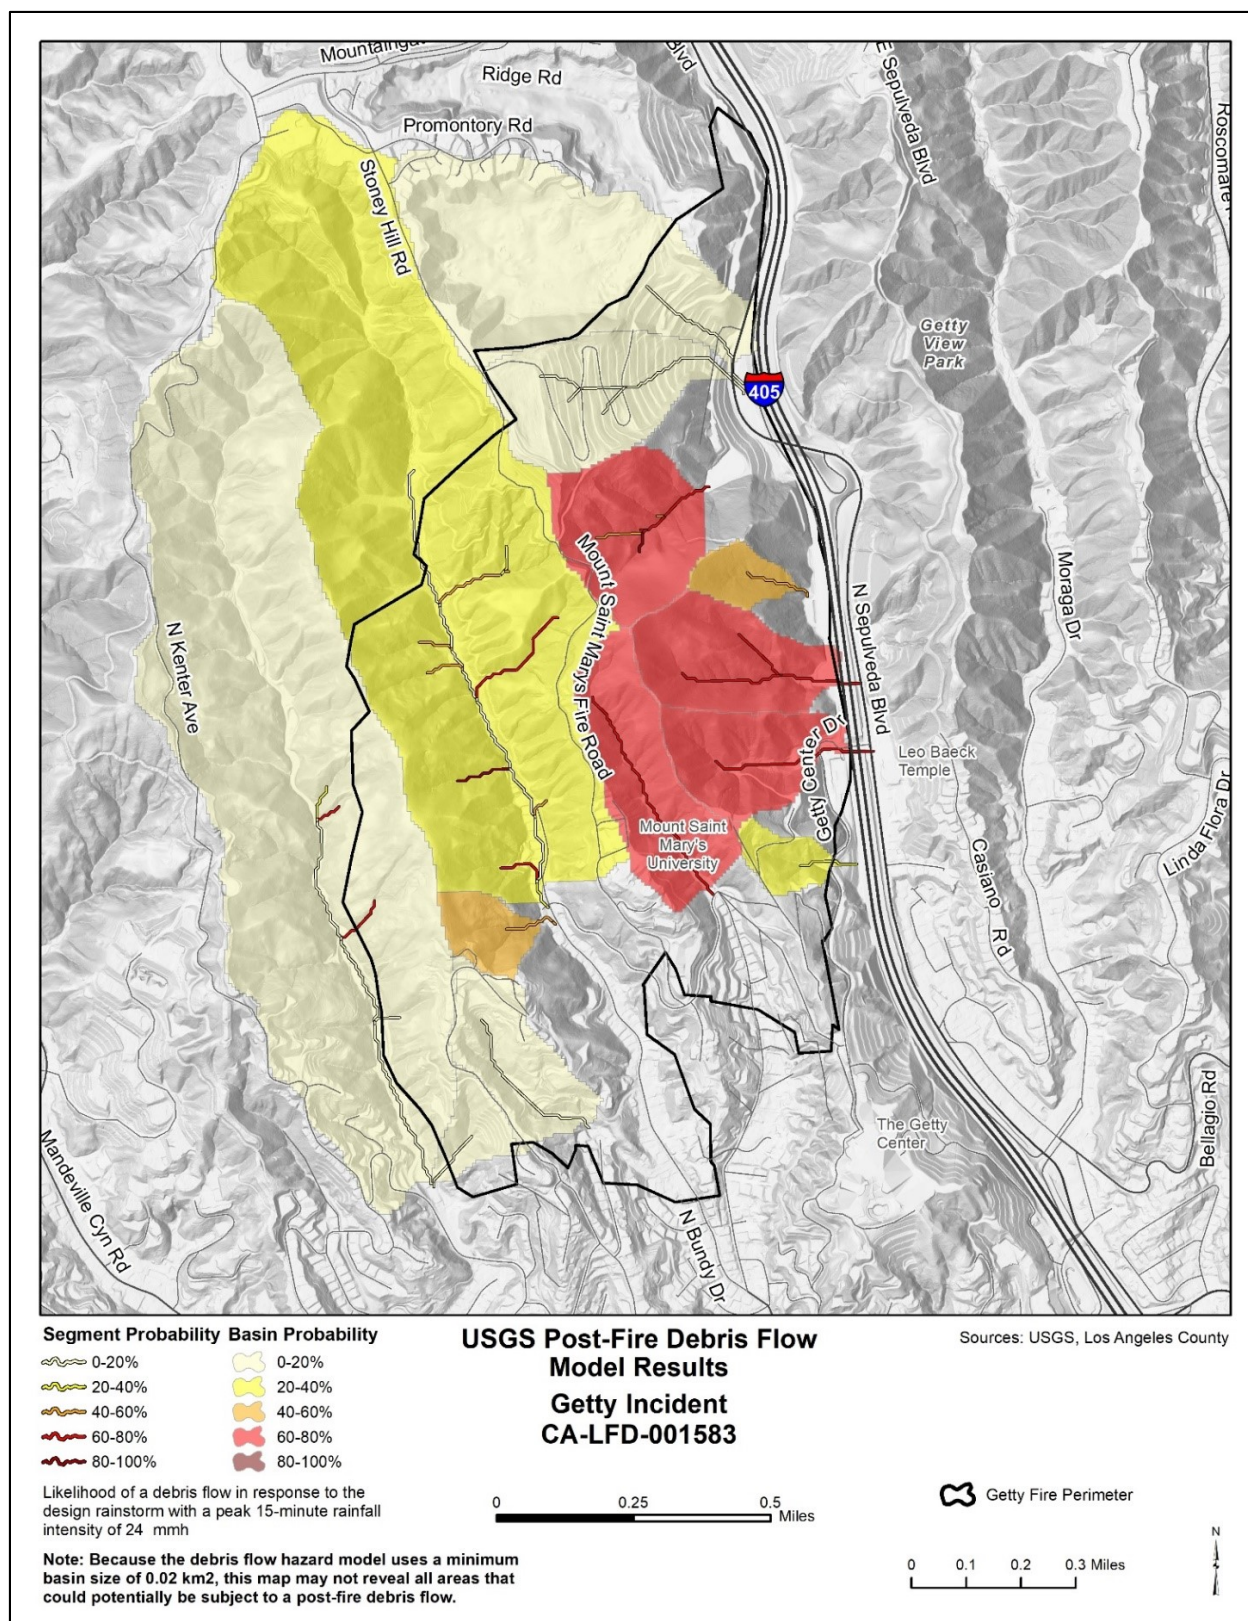 Mountainga
Blvd
E Sepulveda Blvd
Ridge Rd
Promontory Rd
Roscomare
Stoney Hill Rd
Getty
View
Park
405
Mount Saint Marys Fire Road
Moraga Dr
N Kenter Ave
N Sepulveda Blvd
Getty Center Dr
Leo Baeck
Temple
Linda Flora Dr
Mount Saint
Mary's
University
Casiano Rd
Bellagio Rd
The Getty
Center
Mandeville Cyn Rd
N Bundy Dr
Segment Probability Basin Probability
0-20% 0-20%
20-40% 20-40%
40-60% 40-60%
60-80% 60-80%
80-100% 80-100%
Likelihood of a debris flow in response to the
design rainstorm with a peak 15-minute rainfall
intensity of 24 mmh
Note: Because the debris flow hazard model uses a minimum
basin size of 0.02 km2, this map may not reveal all areas that
could potentially be subject to a post-fire debris flow.
USGS Post-Fire Debris Flow
Model Results
Getty Incident
CA-LFD-001583
0 0.25 0.5
Miles
Sources: USGS, Los Angeles County
Getty Fire Perimeter
N
0 0.1 0.2 0.3 Miles